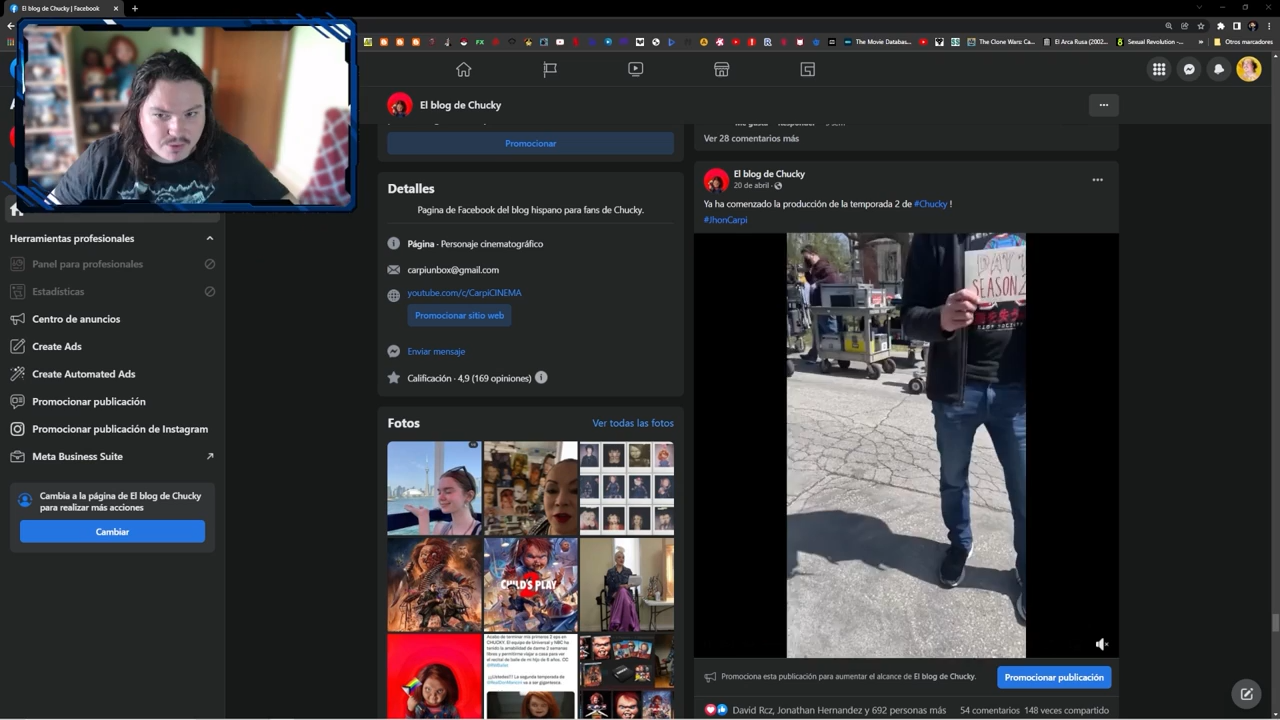 El blog de Chucky | Facebook
The Movie Databas...
The Clone Wars: Ca...
El Arca Rusa (2002...
Sexual Revolution -...
Otros marcadores
El blog de Chucky
Promocionar
Ver 28 comentarios más
Detalles
Pagina de Facebook del blog hispano para fans de Chucky.
Página · Personaje cinematográfico
carpiunbox@gmail.com
youtube.com/c/CarpiCINEMA
Promocionar sitio web
Enviar mensaje
Calificación · 4,9 (169 opiniones)
Fotos
Ver todas las fotos
CHILD'S PLAY
El blog de Chucky
20 de abril ·
Ya ha comenzado la producción de la temporada 2 de #Chucky !
#JhonCarpi
DAY 1
SEASON 2
Promociona esta publicación para aumentar el alcance de El blog de Chucky.
Promocionar publicación
David Rcz, Jonathan Hernandez y 692 personas más
54 comentarios
148 veces compartido
Herramientas profesionales
Panel para profesionales
Estadísticas
Centro de anuncios
Create Ads
Create Automated Ads
Promocionar publicación
Promocionar publicación de Instagram
Meta Business Suite
Cambia a la página de El blog de Chucky
para realizar más acciones
Cambiar